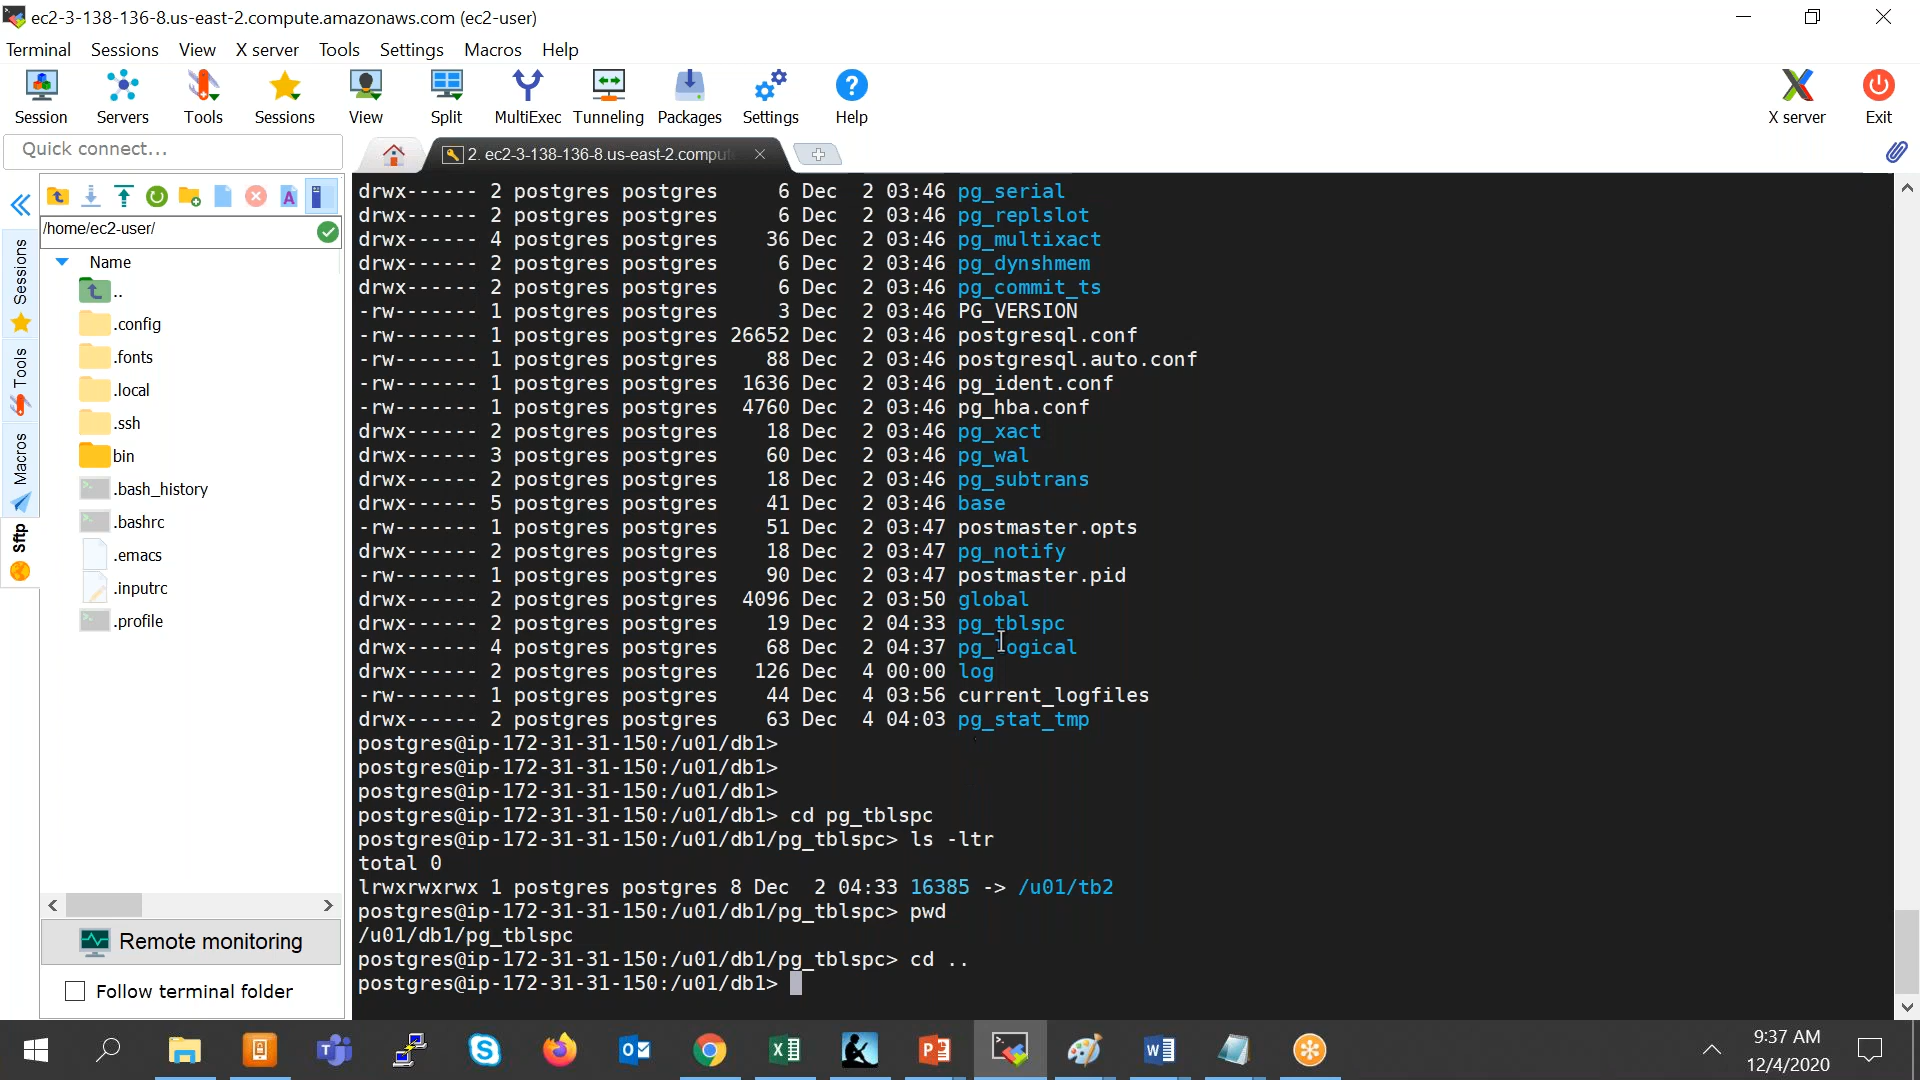 ec2-3-138-136-8.us-east-2.compute.amazonaws.com (ec2-user)
Terminal Sessions View X server Tools Settings Macros Help
Session Servers Tools Sessions View Split MultiExec Tunneling Packages Settings Help X server Exit
Quick connect...
2. ec2-3-138-136-8.us-east-2.comput
/home/ec2-user/
Name
..
.config
.fonts
.local
.ssh
bin
.bash_history
.bashrc
.emacs
.inputrc
.profile
Sessions
Tools
Macros
Sftp
Remote monitoring
Follow terminal folder
drwx------ 2 postgres postgres     6 Dec  2 03:46 pg_serial
drwx------ 2 postgres postgres     6 Dec  2 03:46 pg_replslot
drwx------ 4 postgres postgres    36 Dec  2 03:46 pg_multixact
drwx------ 2 postgres postgres     6 Dec  2 03:46 pg_dynshmem
drwx------ 2 postgres postgres     6 Dec  2 03:46 pg_commit_ts
-rw------- 1 postgres postgres     3 Dec  2 03:46 PG_VERSION
-rw------- 1 postgres postgres 26652 Dec  2 03:46 postgresql.conf
-rw------- 1 postgres postgres    88 Dec  2 03:46 postgresql.auto.conf
-rw------- 1 postgres postgres  1636 Dec  2 03:46 pg_ident.conf
-rw------- 1 postgres postgres  4760 Dec  2 03:46 pg_hba.conf
drwx------ 2 postgres postgres    18 Dec  2 03:46 pg_xact
drwx------ 3 postgres postgres    60 Dec  2 03:46 pg_wal
drwx------ 2 postgres postgres    18 Dec  2 03:46 pg_subtrans
drwx------ 5 postgres postgres    41 Dec  2 03:46 base
-rw------- 1 postgres postgres    51 Dec  2 03:47 postmaster.opts
drwx------ 2 postgres postgres    18 Dec  2 03:47 pg_notify
-rw------- 1 postgres postgres    90 Dec  2 03:47 postmaster.pid
drwx------ 2 postgres postgres  4096 Dec  2 03:50 global
drwx------ 2 postgres postgres    19 Dec  2 04:33 pg_tblspc
drwx------ 4 postgres postgres    68 Dec  2 04:37 pg_logical
drwx------ 2 postgres postgres   126 Dec  4 00:00 log
-rw------- 1 postgres postgres    44 Dec  4 03:56 current_logfiles
drwx------ 2 postgres postgres    63 Dec  4 04:03 pg_stat_tmp
postgres@ip-172-31-31-150:/u01/db1>
postgres@ip-172-31-31-150:/u01/db1>
postgres@ip-172-31-31-150:/u01/db1>
postgres@ip-172-31-31-150:/u01/db1> cd pg_tblspc
postgres@ip-172-31-31-150:/u01/db1/pg_tblspc> ls -ltr
total 0
lrwxrwxrwx 1 postgres postgres 8 Dec  2 04:33 16385 -> /u01/tb2
postgres@ip-172-31-31-150:/u01/db1/pg_tblspc> pwd
/u01/db1/pg_tblspc
postgres@ip-172-31-31-150:/u01/db1/pg_tblspc> cd ..
postgres@ip-172-31-31-150:/u01/db1>
9:37 AM
12/4/2020